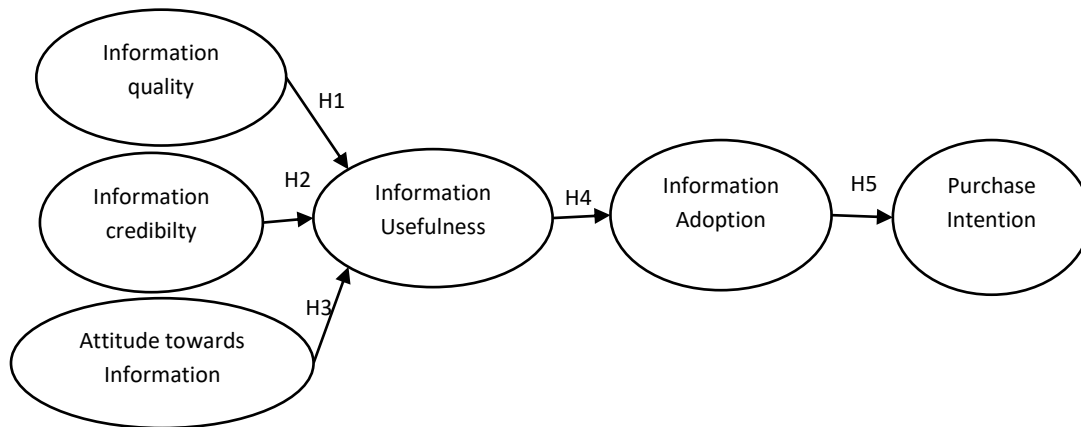 Information
quality
H1
Information
credibilty
H2
Attitude towards
Information
H3
Information
Usefulness
H4
Information
Adoption
H5
Purchase
Intention